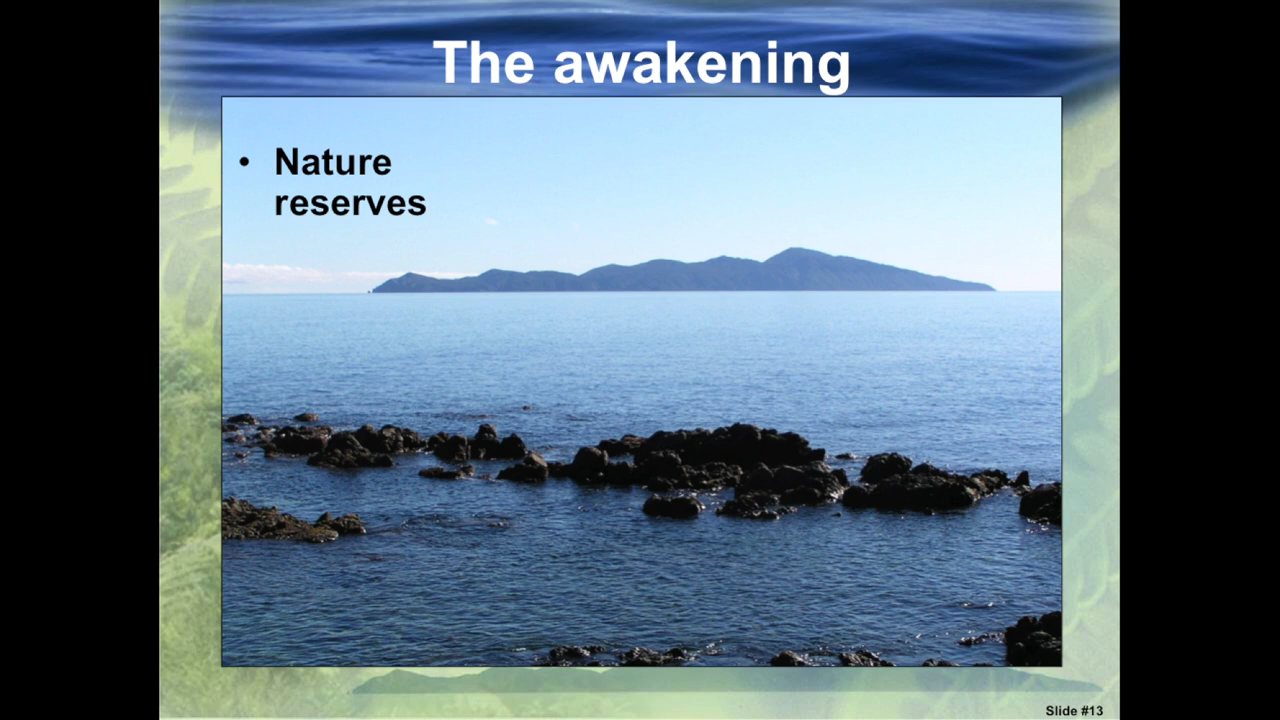 The awakening
• Nature
reserves
Slide #13